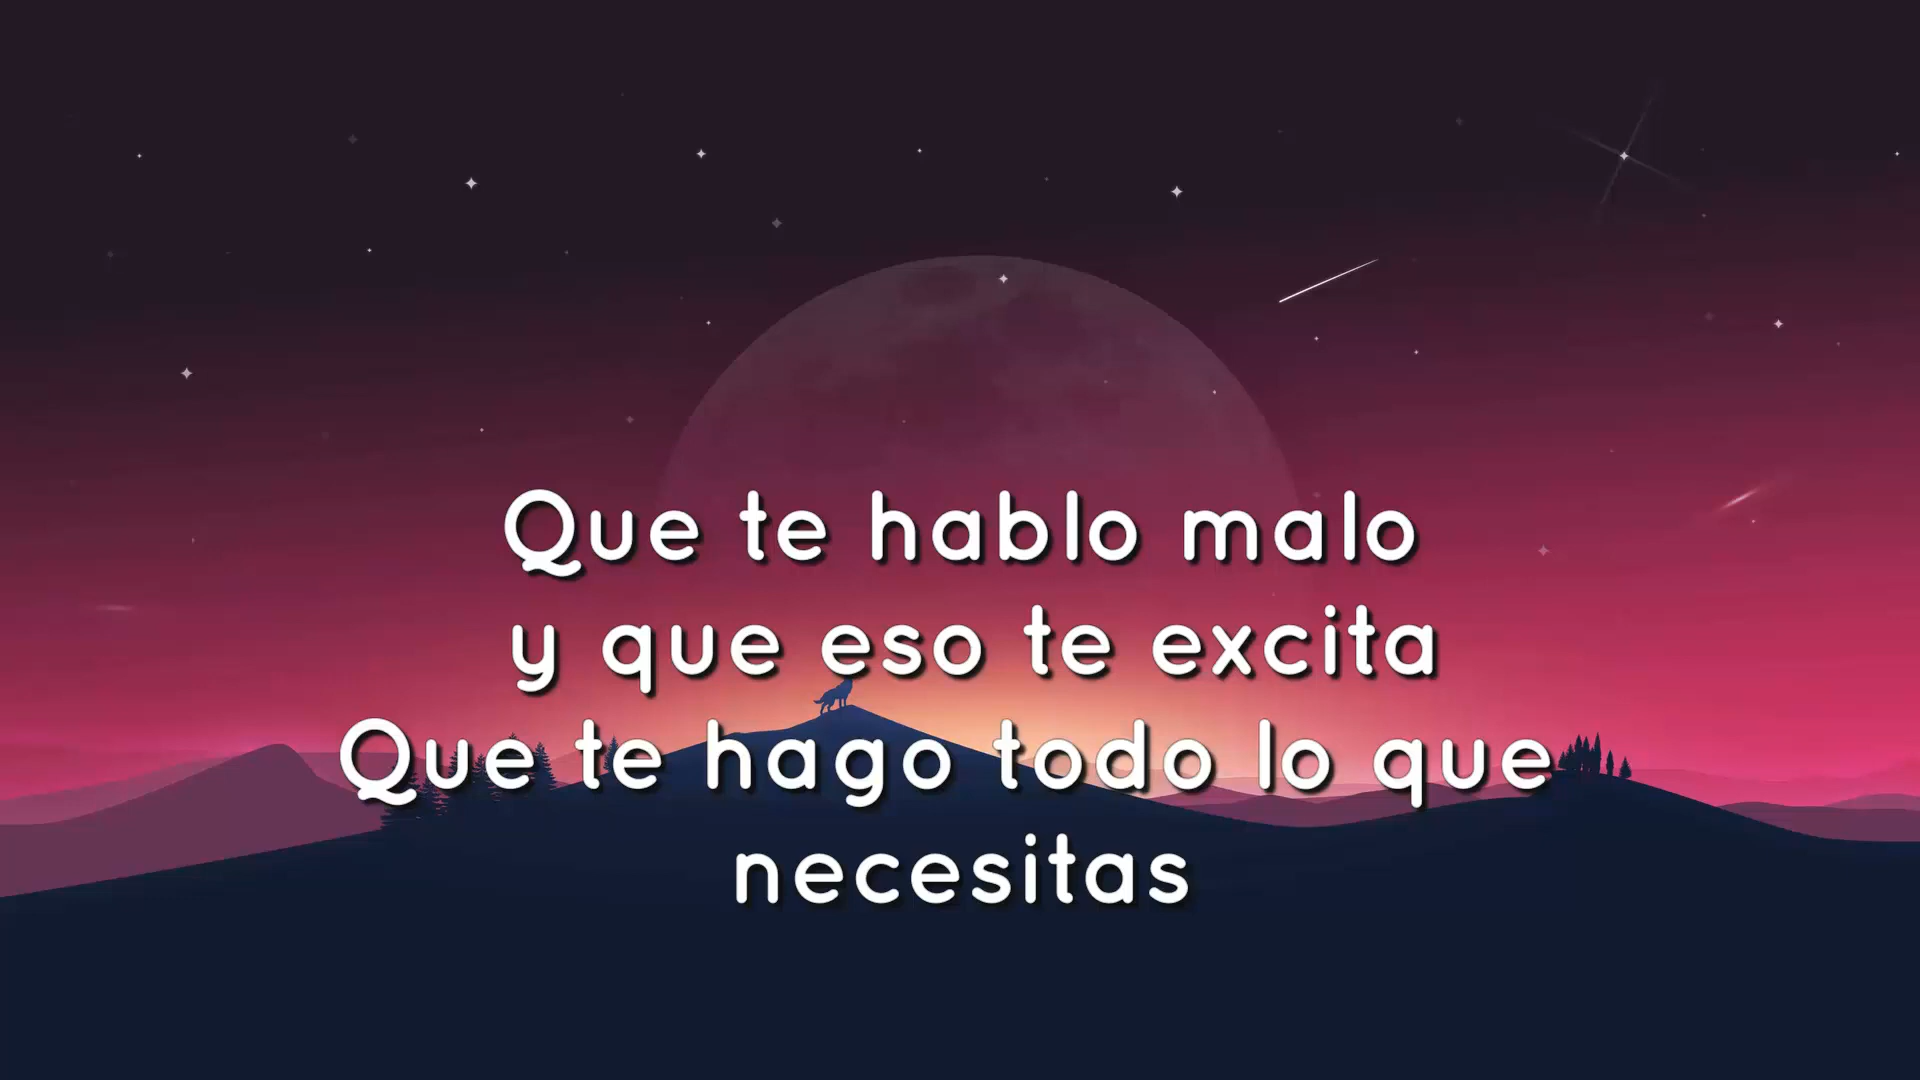 Que te hablo malo
y que eso te excita
Que te hago todo lo que
necesitas